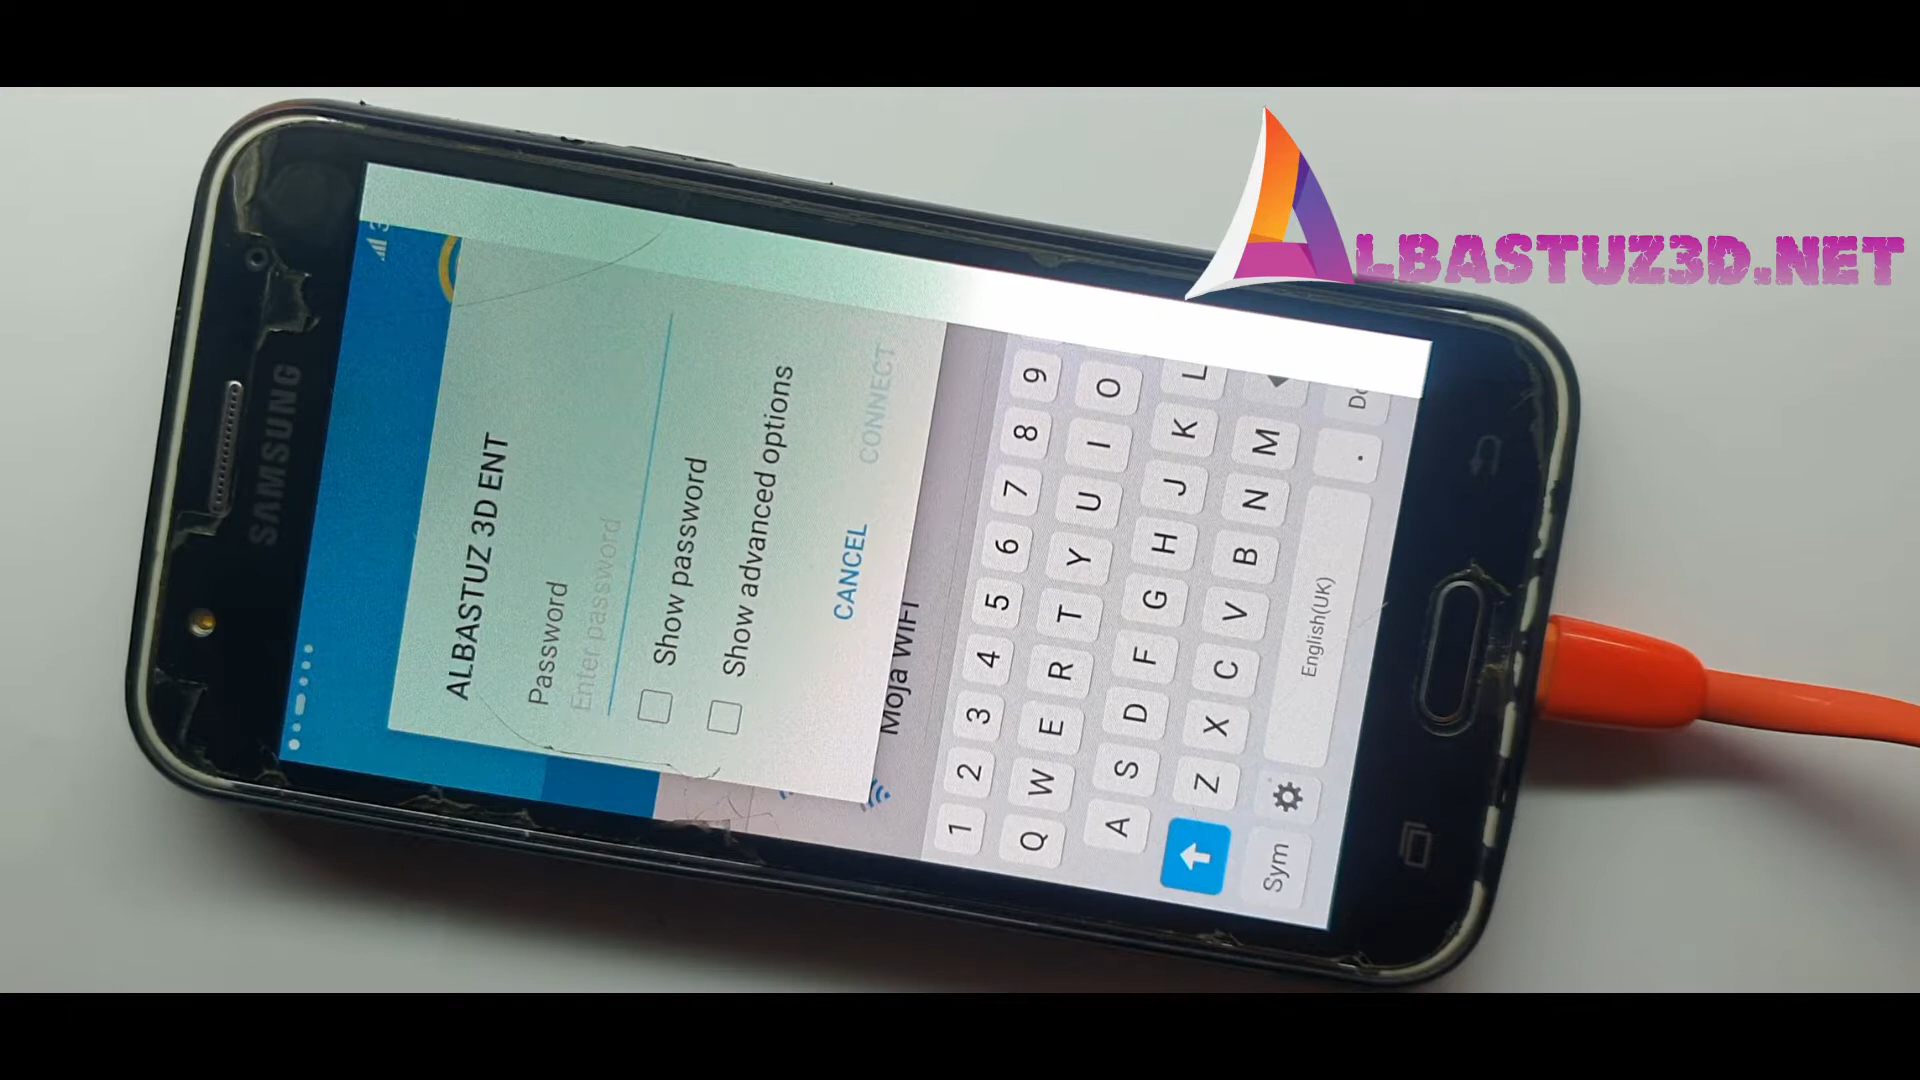 ALBASTUZ3D.NET
SAMSUNG
ALBASTUZ 3D ENT
Password
Enter password
Show password
Show advanced options
CANCEL CONNECT
Moja WIFI
1 2 3 4 5 6 7 8 9
Q W E R T Y U I O
A S D F G H J K L
Z X C V B N M
Sym English(UK) .